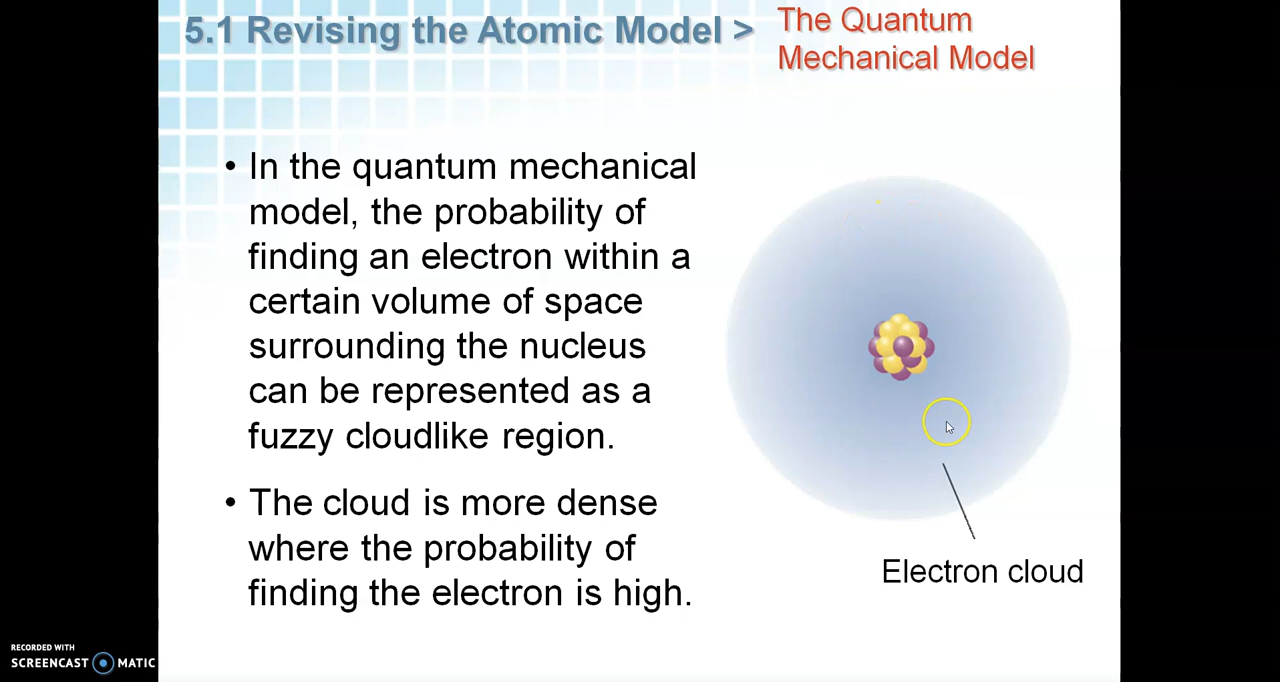 5.1 Revising the Atomic Model >
The Quantum
Mechanical Model
• In the quantum mechanical
model, the probability of
finding an electron within a
certain volume of space
surrounding the nucleus
can be represented as a
fuzzy cloudlike region.
• The cloud is more dense
where the probability of
finding the electron is high.
Electron cloud
RECORDED WITH
SCREENCAST MATIC